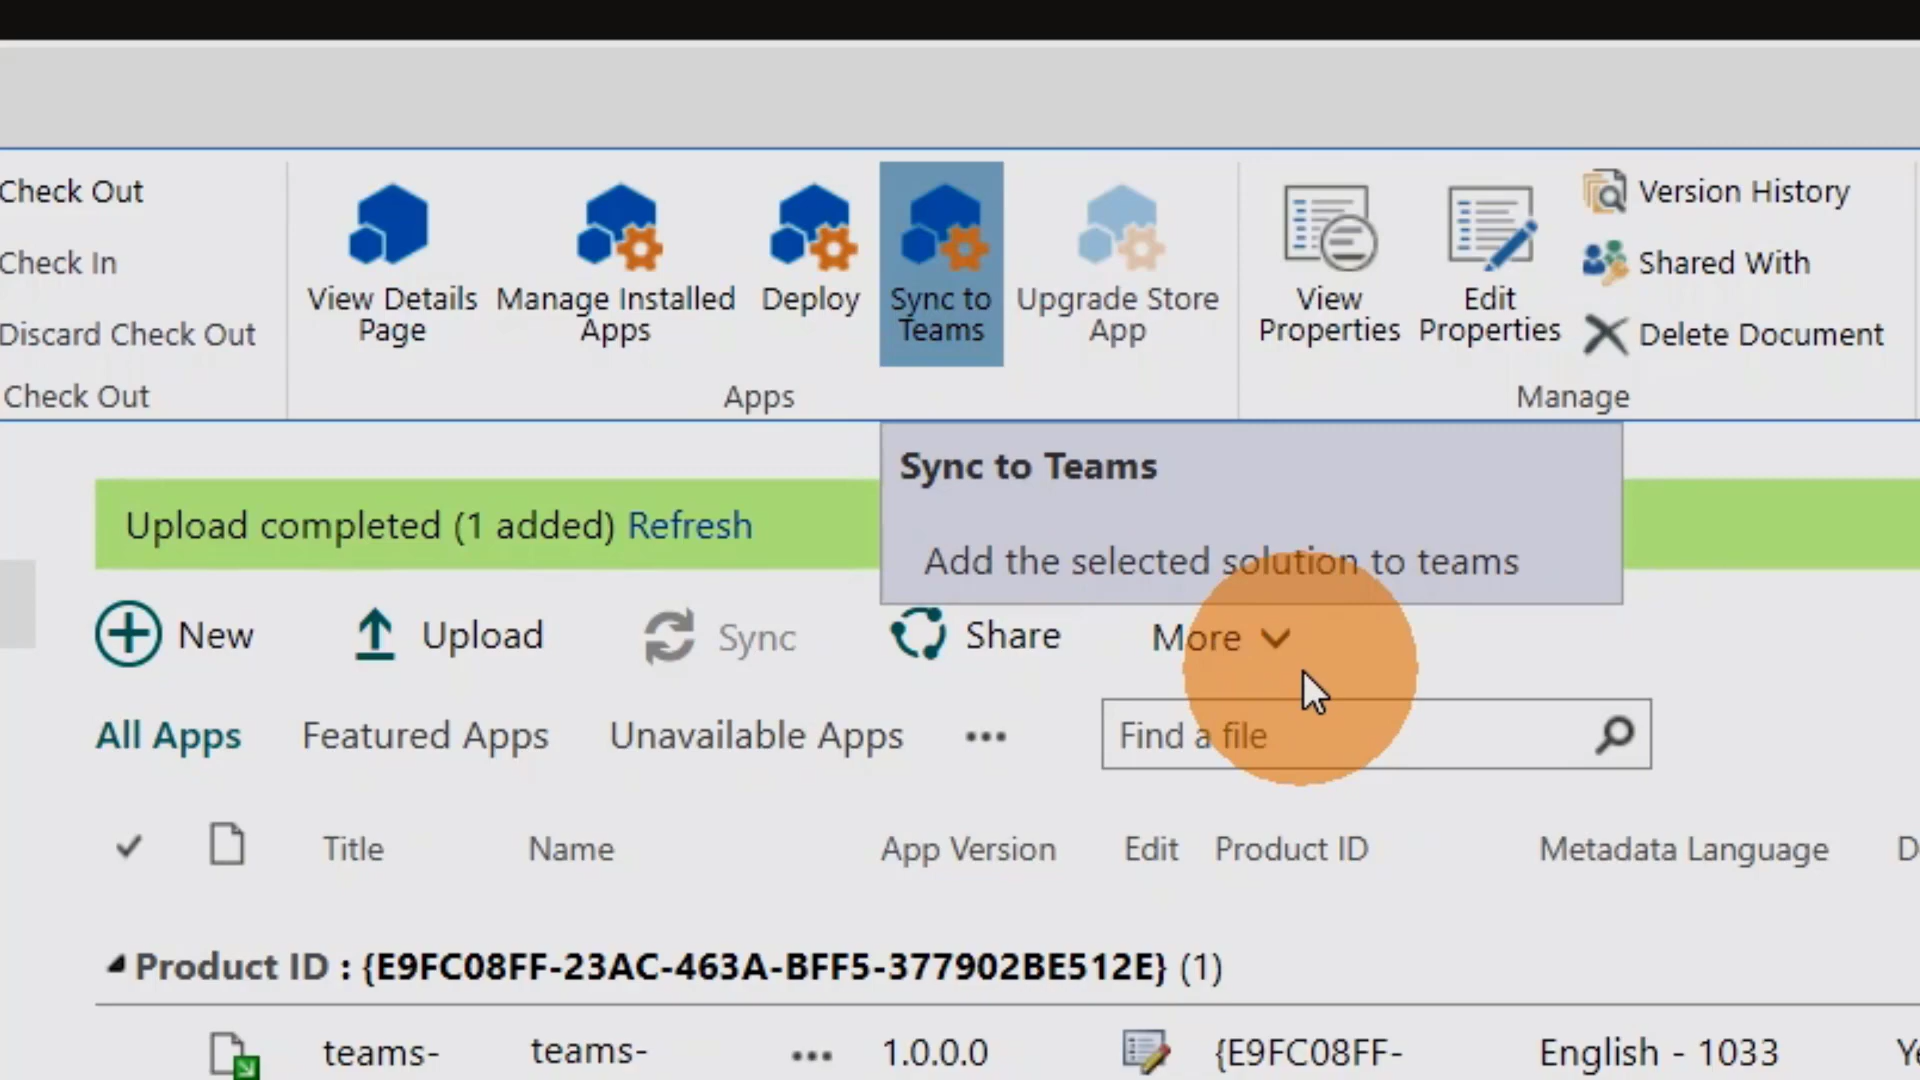 Check Out
Check In
Discard Check Out
Check Out
View Details
Page
Manage Installed
Apps
Deploy
Sync to
Teams
Upgrade Store
App
Apps
View
Properties
Edit
Properties
Version History
Shared With
Delete Document
Manage
Sync to Teams
Add the selected solution to teams
Upload completed (1 added) Refresh
New
Upload
Sync
Share
More
All Apps
Featured Apps
Unavailable Apps
...
Find a file
Title
Name
App Version
Edit
Product ID
Metadata Language
D
Product ID : {E9FC08FF-23AC-463A-BFF5-377902BE512E} (1)
teams-
teams-
...
1.0.0.0
{E9FC08FF-
English - 1033
Ye